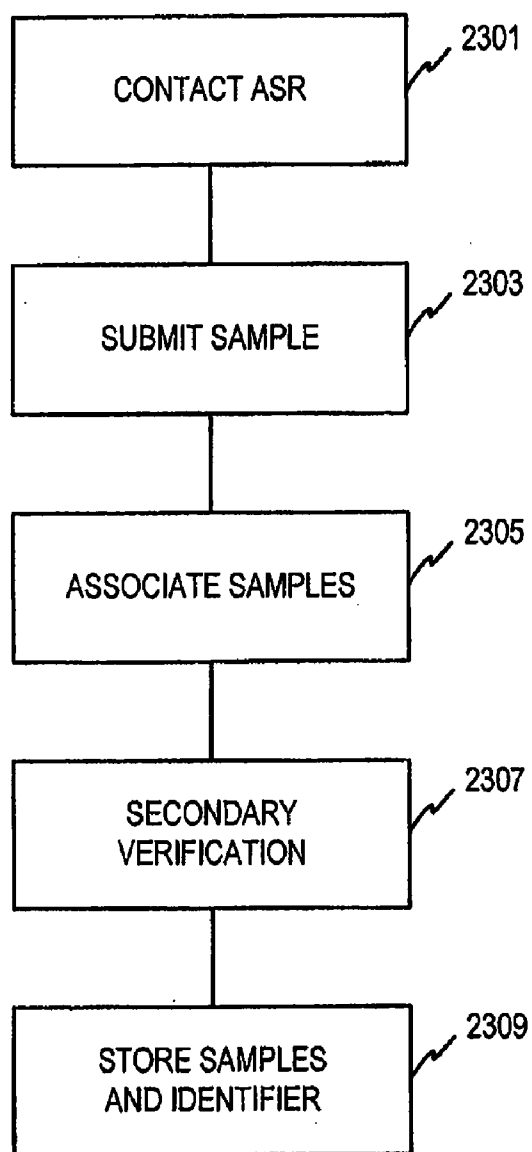 2301
CONTACT ASR
2303
SUBMIT SAMPLE
2305
ASSOCIATE SAMPLES
2307
SECONDARY
VERIFICATION
2309
STORE SAMPLES
AND IDENTIFIER